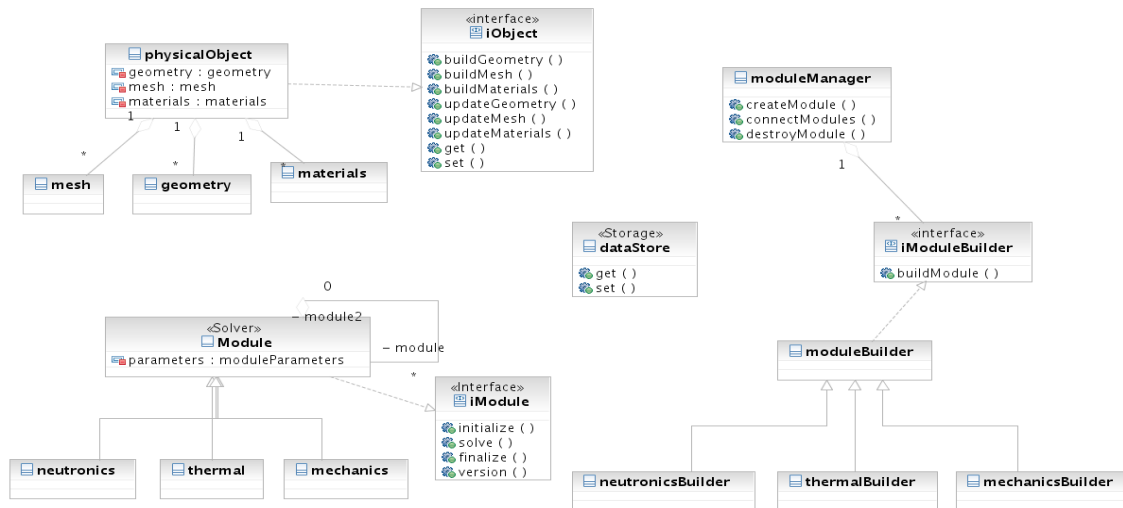 «interface»
iObject
buildGeometry ( )
buildMesh ( )
buildMaterials ( )
updateGeometry ( )
updateMesh ( )
updateMaterials ( )
get ( )
set ( )
physicalObject
geometry : geometry
mesh : mesh
materials : materials
1
1
1
*
*
*
mesh
geometry
materials
moduleManager
createModule ( )
connectModules ( )
destroyModule ( )
1
*
«interface»
iModuleBuilder
buildModule ( )
«Storage»
dataStore
get ( )
set ( )
0
– module2
– module
*
«Solver»
Module
parameters : moduleParameters
«Interface»
iModule
initialize ( )
solve ( )
finalize ( )
version ( )
neutronics
thermal
mechanics
moduleBuilder
neutronicsBuilder
thermalBuilder
mechanicsBuilder